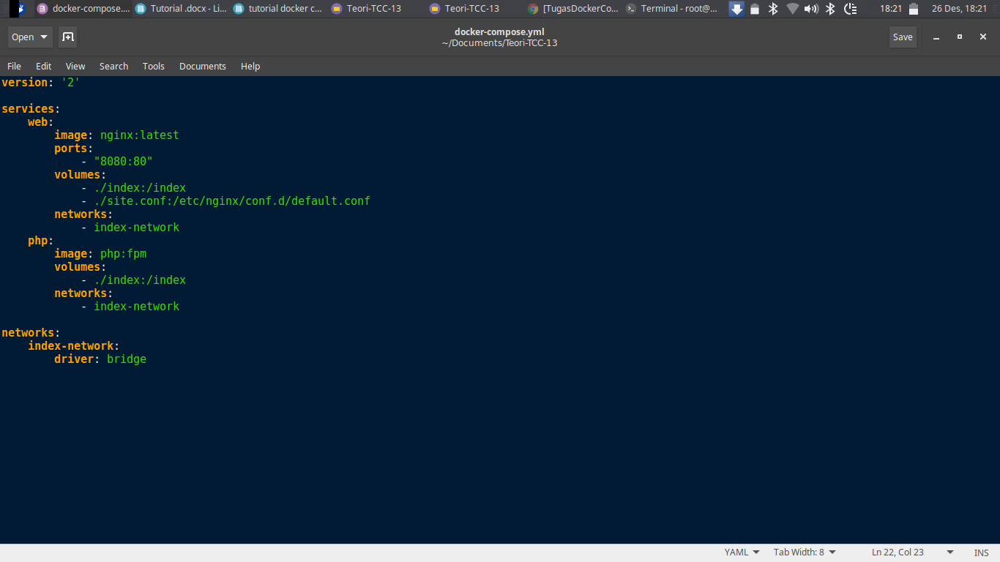 docker-compose.... Tutorial .docx - Li... tutorial docker c... Teori-TCC-13 Teori-TCC-13 [TugasDockerCo... Terminal - root@... 18:21 26 Des, 18:21
Open docker-compose.yml Save
~/Documents/Teori-TCC-13
File Edit View Search Tools Documents Help
version: '2'

services:
    web:
        image: nginx:latest
        ports:
            - "8080:80"
        volumes:
            - ./index:/index
            - ./site.conf:/etc/nginx/conf.d/default.conf
        networks:
            - index-network
    php:
        image: php:fpm
        volumes:
            - ./index:/index
        networks:
            - index-network

networks:
    index-network:
        driver: bridge
YAML Tab Width: 8 Ln 22, Col 23 INS